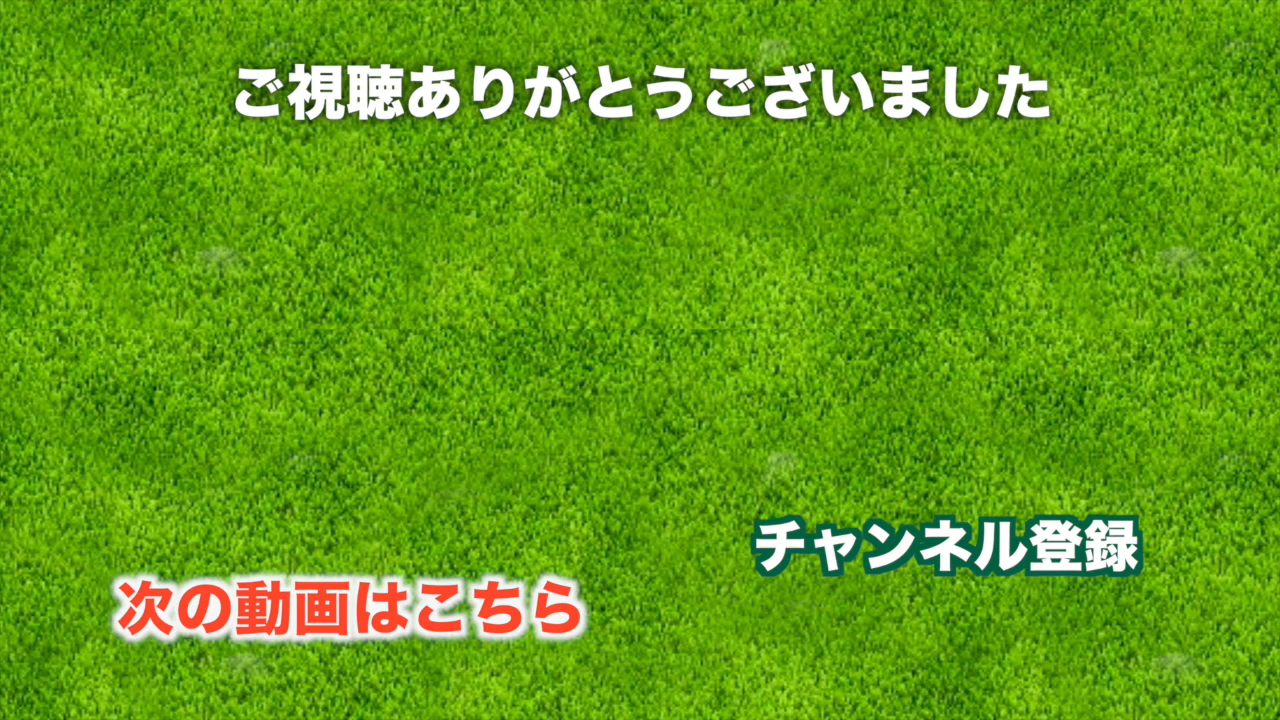 ご視聴ありがとうございました
チャンネル登録
次の動画はこちら